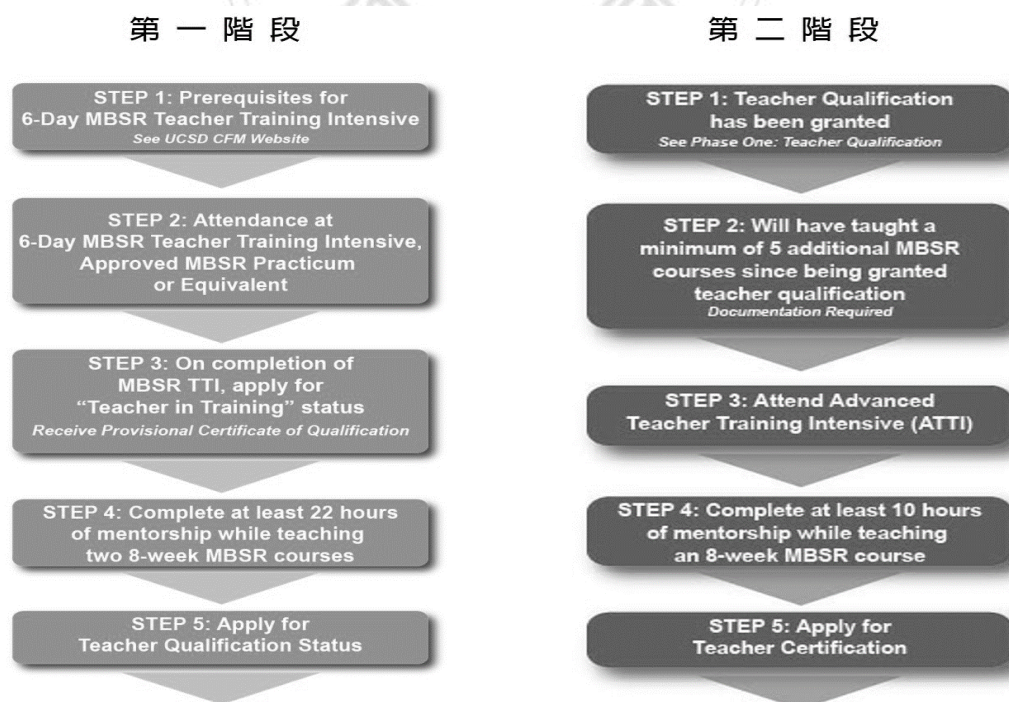 第一階段
STEP 1: Prerequisites for
6-Day MBSR Teacher Training Intensive
See UCSD CFM Website
STEP 2: Attendance at
6-Day MBSR Teacher Training Intensive,
Approved MBSR Practicum
or Equivalent
STEP 3: On completion of
MBSR TTI, apply for
“Teacher in Training” status
Receive Provisional Certificate of Qualification
STEP 4: Complete at least 22 hours
of mentorship while teaching
two 8-week MBSR courses
STEP 5: Apply for
Teacher Qualification Status
第二階段
STEP 1: Teacher Qualification
has been granted
See Phase One: Teacher Qualification
STEP 2: Will have taught a
minimum of 5 additional MBSR
courses since being granted
teacher qualification
Documentation Required
STEP 3: Attend Advanced
Teacher Training Intensive (ATTI)
STEP 4: Complete at least 10 hours
of mentorship while teaching
an 8-week MBSR course
STEP 5: Apply for
Teacher Certification